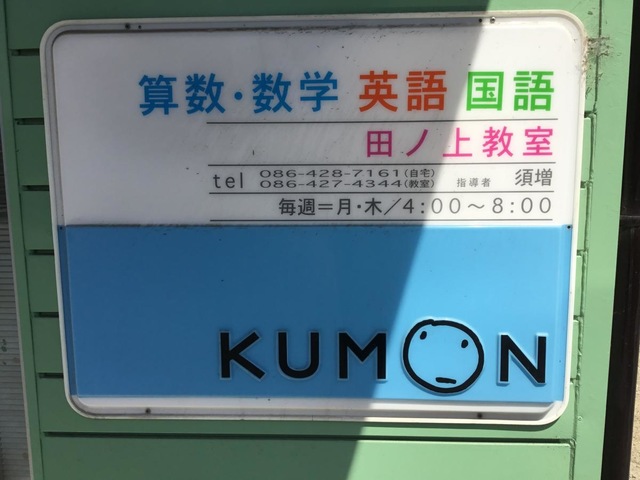 算数・数学 英語 国語
田ノ上教室
tel 086-428-7161(自宅)
086-427-4344(教室) 指導者 須増
毎週=月・木/4:00〜8:00
KUMON